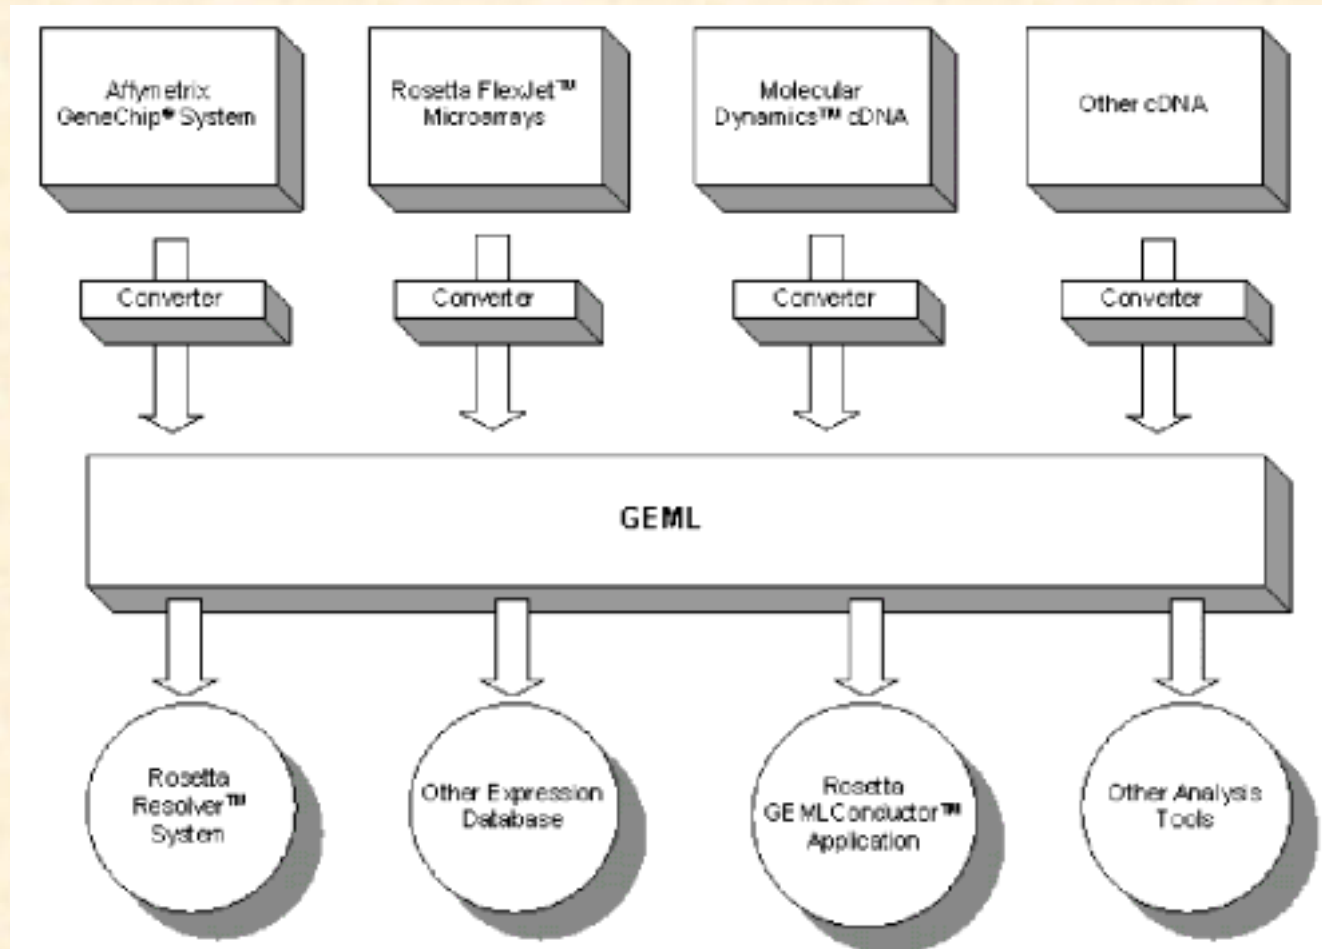 Affymetrix
GeneChip® System
Rosetta FlexJet™
Microarrays
Molecular
Dynamics™ cDNA
Other cDNA
Converter
Converter
Converter
Converter
GEML
Rosetta
Resolver™
System
Other Expression
Database
Rosetta
GEMLConductor™
Application
Other Analysis
Tools